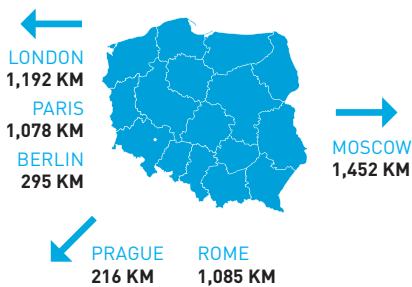 LONDON
1,192 KM
PARIS
1,078 KM
BERLIN
295 KM
MOSCOW
1,452 KM
PRAGUE
216 KM
ROME
1,085 KM